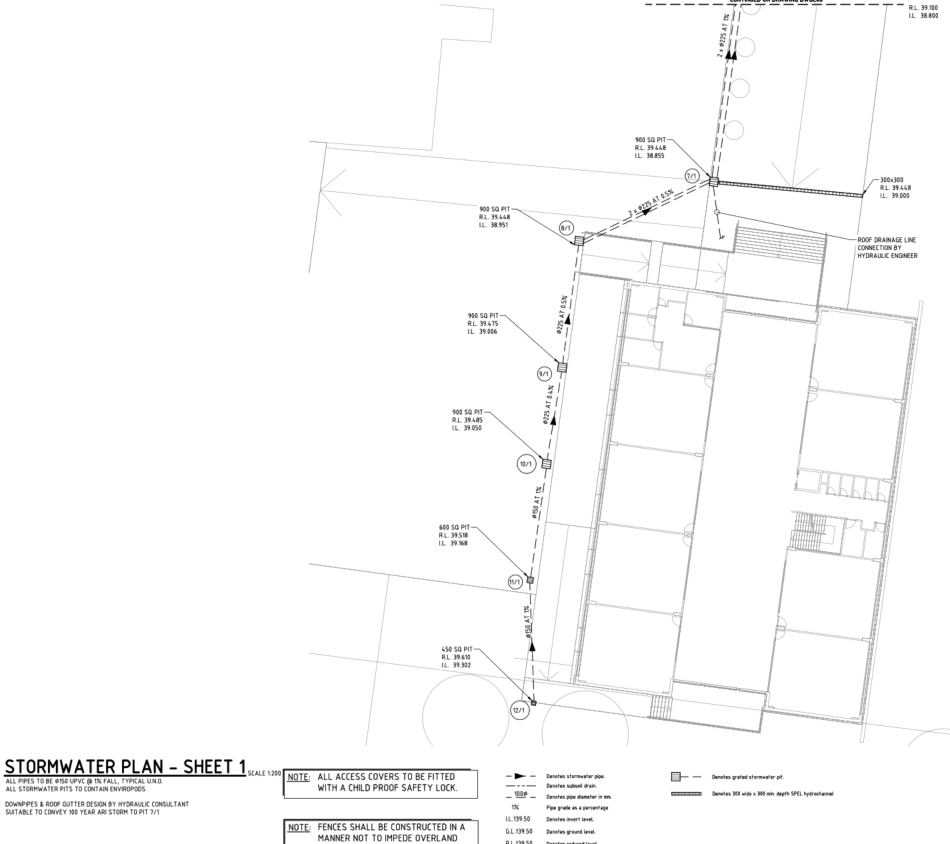 CONTINUED ON DRAWING
R.L. 39.100
I.L. 38.800
2 x Ø225 AT 1%
900 SQ PIT
R.L. 39.448
I.L. 38.855
7/1
300x300
R.L. 39.448
I.L. 39.000
2 x Ø225 AT 0.5%
900 SQ PIT
R.L. 39.448
I.L. 38.951
8/1
ROOF DRAINAGE LINE
CONNECTION BY
HYDRAULIC ENGINEER
Ø225 AT 0.5%
900 SQ PIT
R.L. 39.475
I.L. 39.006
9/1
Ø225 AT 0.4%
900 SQ PIT
R.L. 39.485
I.L. 39.050
10/1
Ø150 AT 1%
600 SQ PIT
R.L. 39.518
I.L. 39.168
11/1
Ø150 AT 1%
450 SQ PIT
R.L. 39.610
I.L. 39.302
12/1
STORMWATER PLAN - SHEET 1 SCALE 1:200
ALL PIPES TO BE Ø150 UPVC @ 1% FALL, TYPICAL U.N.O.
ALL STORMWATER PITS TO CONTAIN ENVIROPODS
DOWNPIPES & ROOF GUTTER DESIGN BY HYDRAULIC CONSULTANT
SUITABLE TO CONVEY 100 YEAR ARI STORM TO PIT 7/1
NOTE: ALL ACCESS COVERS TO BE FITTED
WITH A CHILD PROOF SAFETY LOCK.
NOTE: FENCES SHALL BE CONSTRUCTED IN A
MANNER NOT TO IMPEDE OVERLAND
Denotes stormwater pipe.
Denotes subsoil drain.
100Ø Denotes pipe diameter in mm.
1% Pipe grade as a percentage
I.L.139.50 Denotes invert level.
G.L.139.50 Denotes ground level.
R.L.139.50 Denotes reduced level.
Denotes grated stormwater pit.
Denotes 300 wide x 300 min. depth SPEL hydrochannel